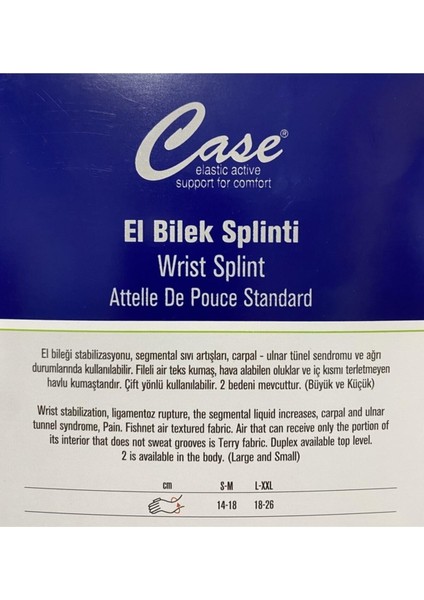 Case®
elastic active
support for comfort
El Bilek Splinti
Wrist Splint
Attelle De Pouce Standard
El bileği stabilizasyonu, segmental sıvı artışları, carpal - ulnar tünel sendromu ve ağrı
durumlarında kullanılabilir. Fileli air teks kumaş, hava alabilen oluklar ve iç kısmı terletmeyen
havlu kumaştandır. Çift yönlü kullanılabilir. 2 bedeni mevcuttur. (Büyük ve Küçük)
Wrist stabilization, ligamentoz rupture, the segmental liquid increases, carpal and ulnar
tunnel syndrome, Pain. Fishnet air textured fabric. Air that can receive only the portion of
its interior that does not sweat grooves is Terry fabric. Duplex available top level.
2 is available in the body. (Large and Small)
cm S-M L-XXL
14-18 18-26